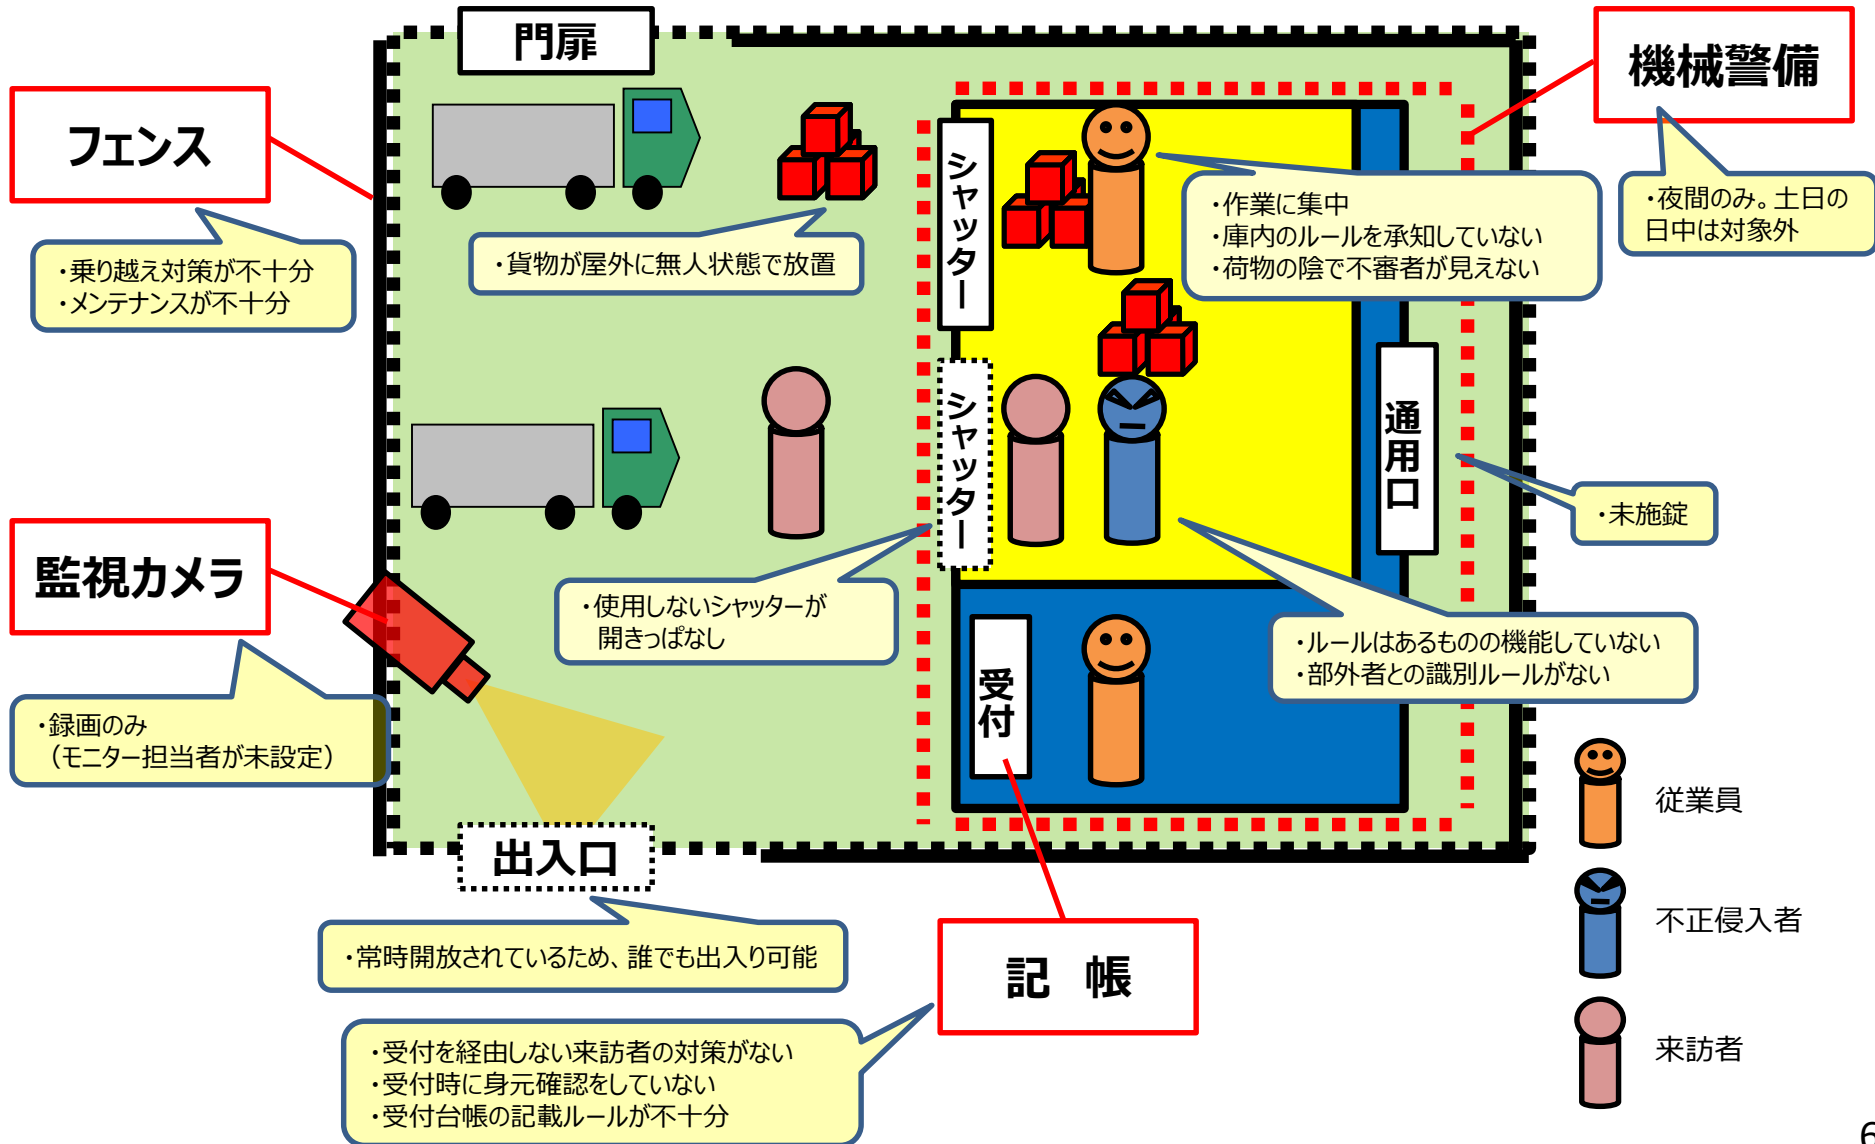 門扉
機械警備
フェンス
シャッター
・夜間のみ。土日の
日中は対象外
・作業に集中
・庫内のルールを承知していない
・荷物の陰で不審者が見えない
・貨物が屋外に無人状態で放置
・乗り越え対策が不十分
・メンテナンスが不十分
シャッター
通用口
・未施錠
監視カメラ
・使用しないシャッターが
開きっぱなし
・ルールはあるものの機能していない
・部外者との識別ルールがない
受付
・録画のみ
（モニター担当者が未設定）
従業員
出入口
不正侵入者
・常時開放されているため、誰でも出入り可能
記　帳
来訪者
・受付を経由しない来訪者の対策がない
・受付時に身元確認をしていない
・受付台帳の記載ルールが不十分
6